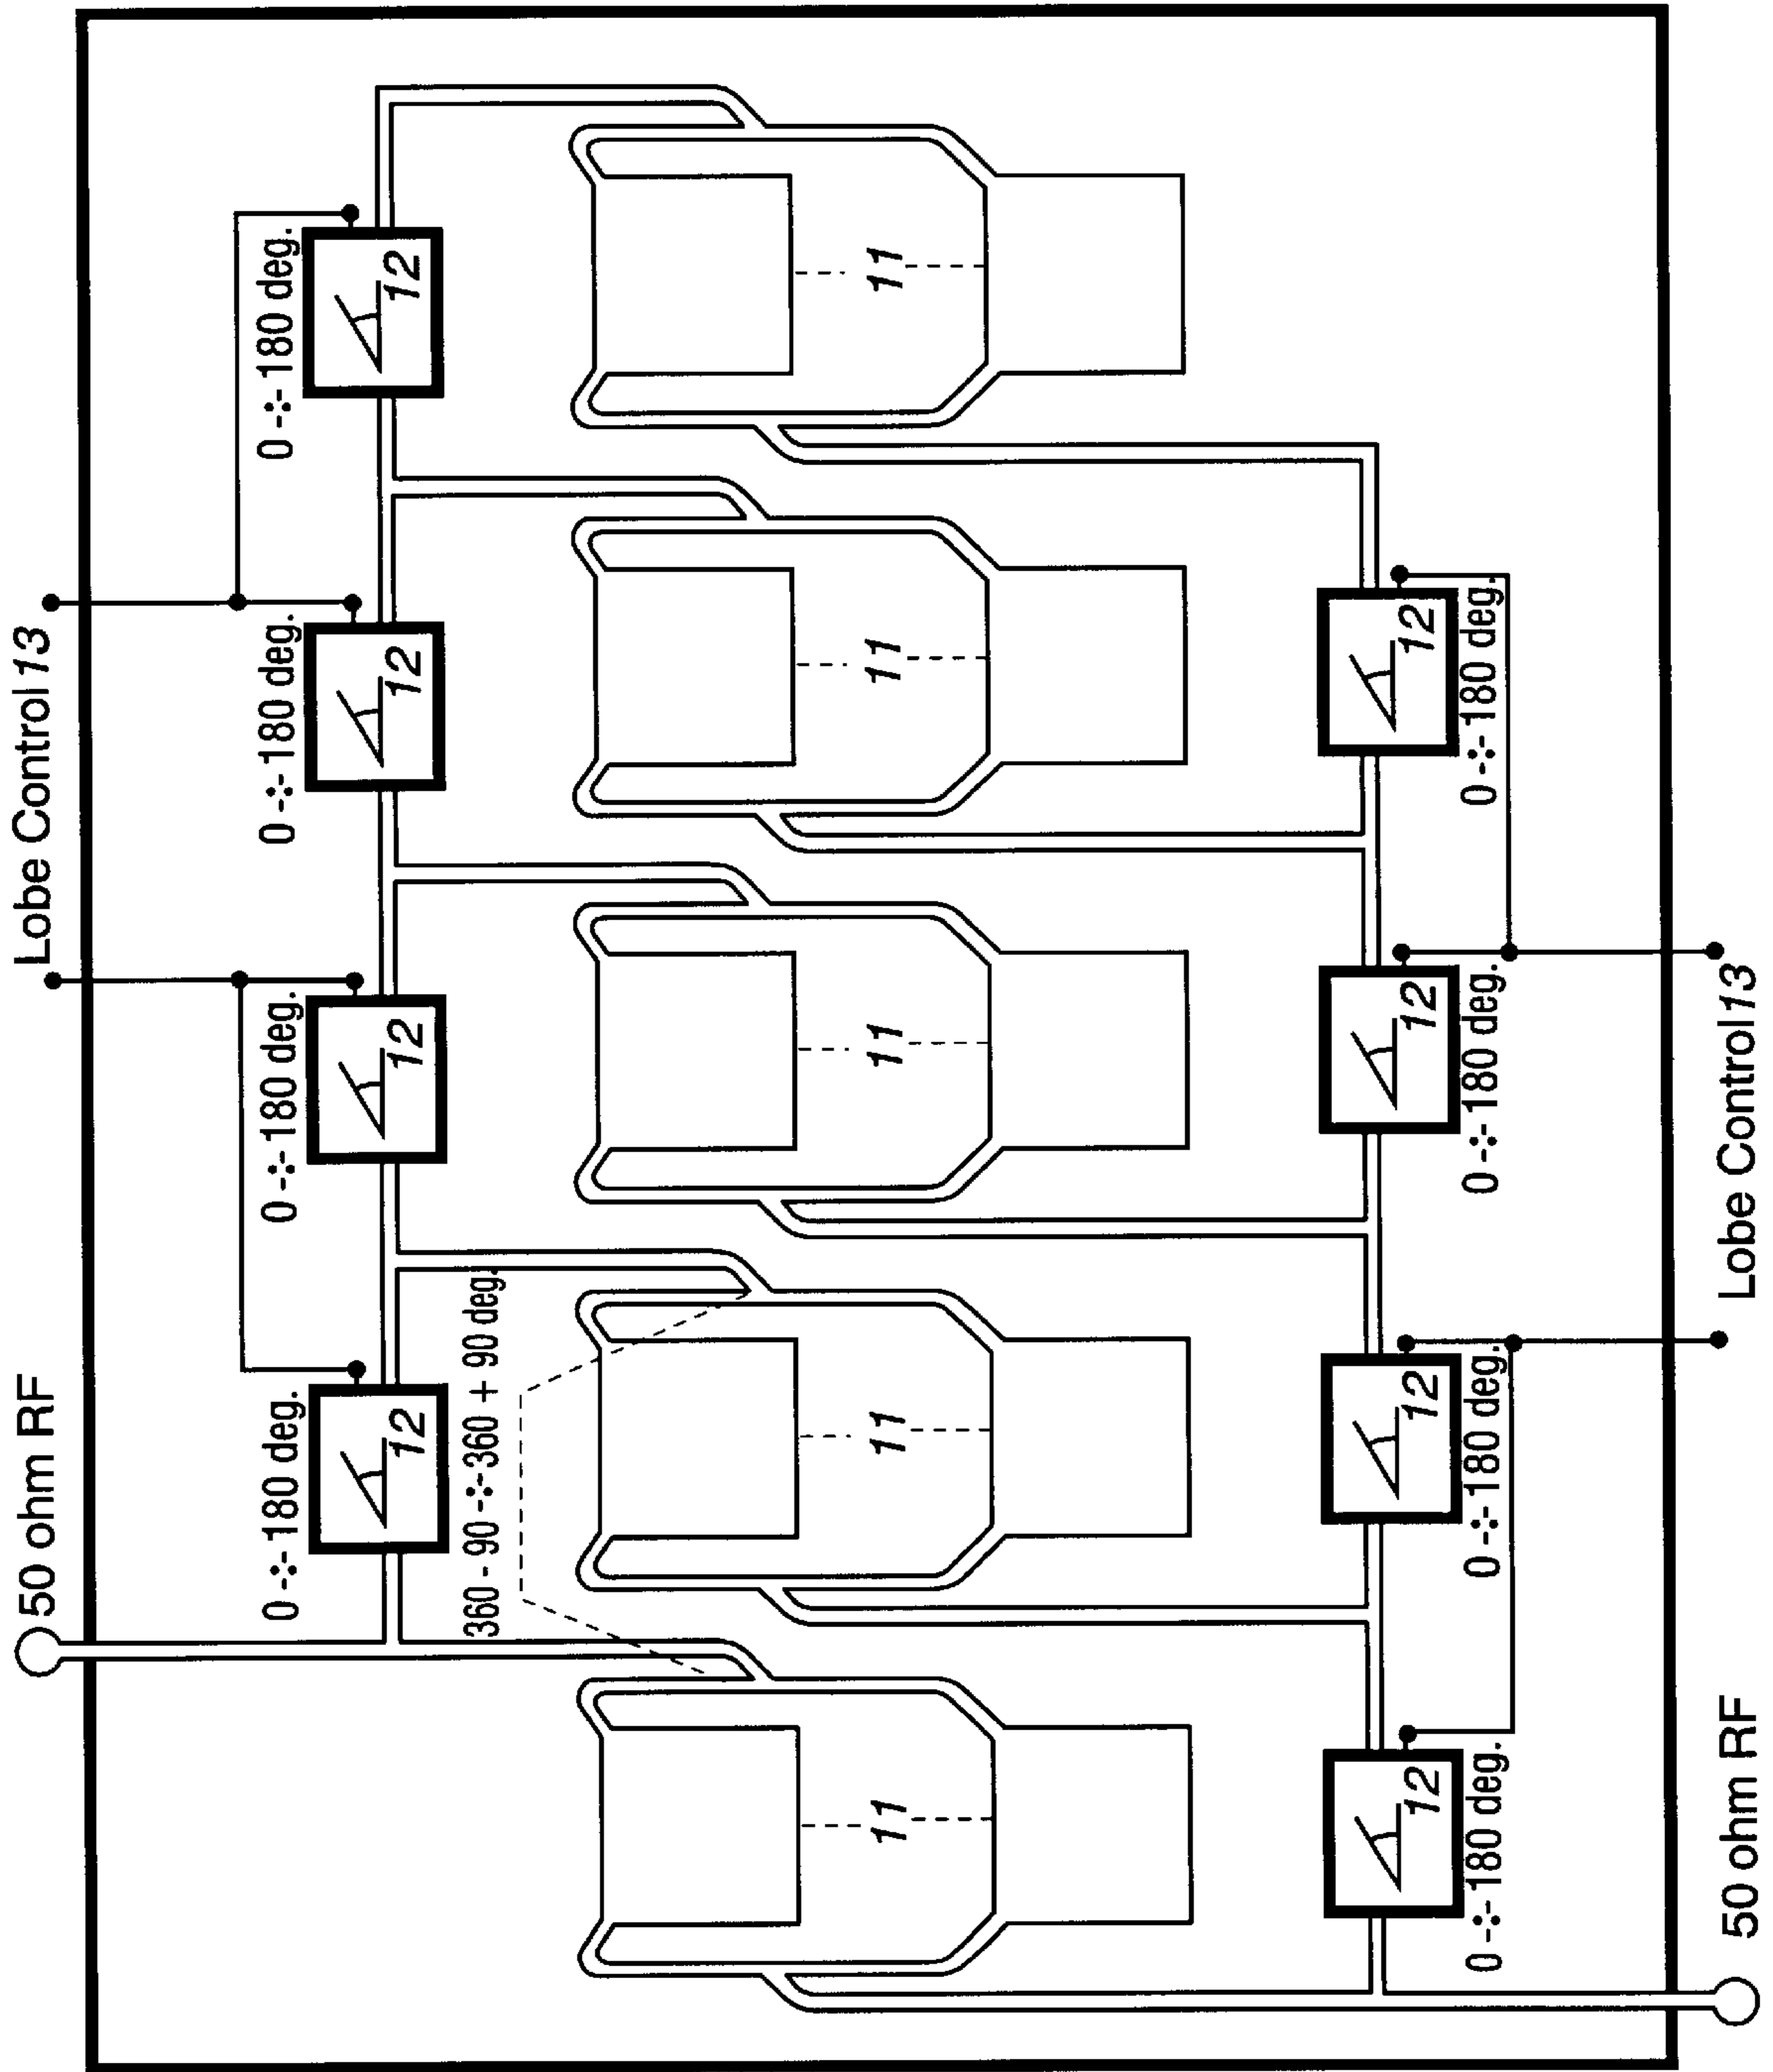 50 ohm RF
Lobe Control 13
0 -:- 180 deg.
0 -:- 180 deg.
0 -:- 180 deg.
0 -:- 180 deg.
12
12
12
12
360 - 90 -:- 360 + 90 deg.
11
11
11
11
11
12
12
12
12
0 -:- 180 deg.
0 -:- 180 deg.
0 -:- 180 deg.
0 -:- 180 deg.
50 ohm RF
Lobe Control 13